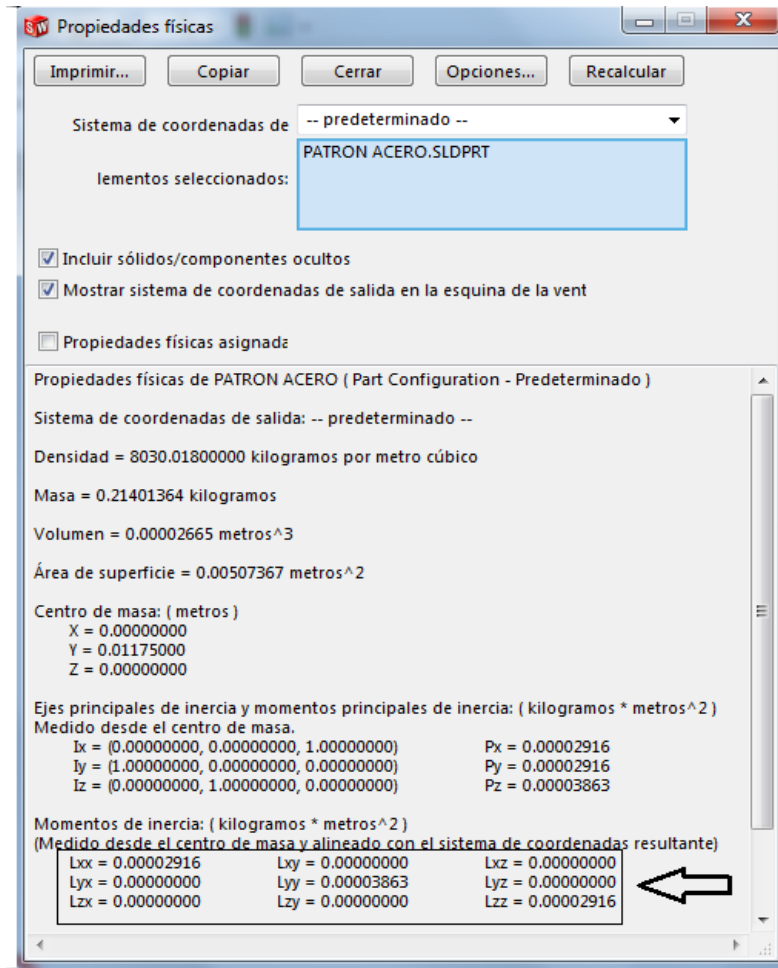 SW Propiedades físicas
Imprimir... Copiar Cerrar Opciones... Recalcular
Sistema de coordenadas de -- predeterminado --
lementos seleccionados: PATRON ACERO.SLDPRT
Incluir sólidos/componentes ocultos
Mostrar sistema de coordenadas de salida en la esquina de la vent
Propiedades físicas asignada
Propiedades físicas de PATRON ACERO ( Part Configuration - Predeterminado )
Sistema de coordenadas de salida: -- predeterminado --
Densidad = 8030.01800000 kilogramos por metro cúbico
Masa = 0.21401364 kilogramos
Volumen = 0.00002665 metros^3
Área de superficie = 0.00507367 metros^2
Centro de masa: ( metros )
X = 0.00000000
Y = 0.01175000
Z = 0.00000000
Ejes principales de inercia y momentos principales de inercia: ( kilogramos * metros^2 )
Medido desde el centro de masa.
Ix = (0.00000000, 0.00000000, 1.00000000) Px = 0.00002916
Iy = (1.00000000, 0.00000000, 0.00000000) Py = 0.00002916
Iz = (0.00000000, 1.00000000, 0.00000000) Pz = 0.00003863
Momentos de inercia: ( kilogramos * metros^2 )
(Medido desde el centro de masa y alineado con el sistema de coordenadas resultante)
Lxx = 0.00002916 Lxy = 0.00000000 Lxz = 0.00000000
Lyx = 0.00000000 Lyy = 0.00003863 Lyz = 0.00000000
Lzx = 0.00000000 Lzy = 0.00000000 Lzz = 0.00002916